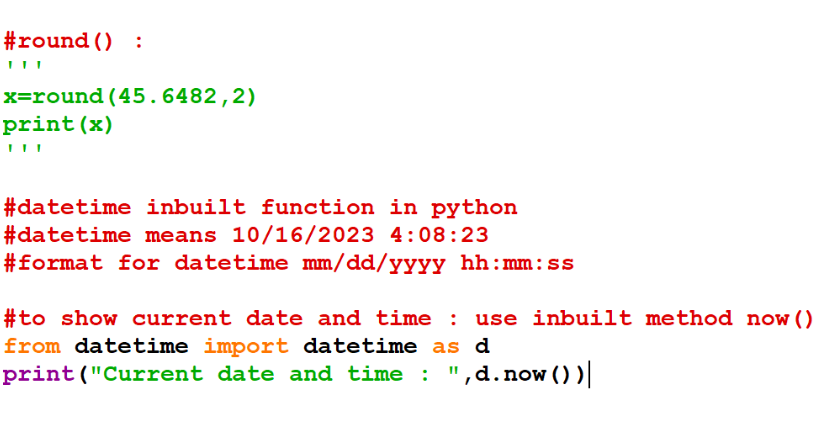 #round() :
'''
x=round(45.6482,2)
print(x)
'''
#datetime inbuilt function in python
#datetime means 10/16/2023 4:08:23
#format for datetime mm/dd/yyyy hh:mm:ss
#to show current date and time : use inbuilt method now()
from datetime import datetime as d
print("Current date and time : ",d.now())